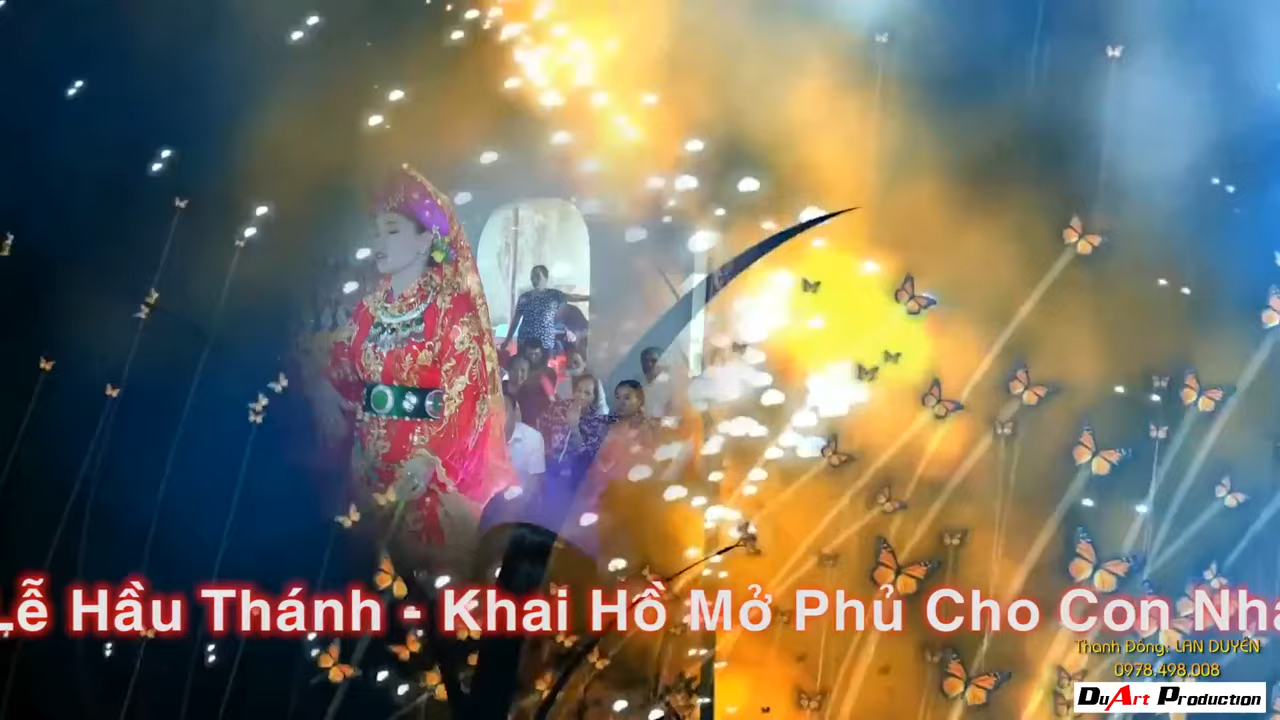 Lễ Hầu Thánh - Khai Hồ Mở Phủ Cho Con Nha
Thanh Đồng: LAN DUYÊN
0978.498.008
DuArt Production